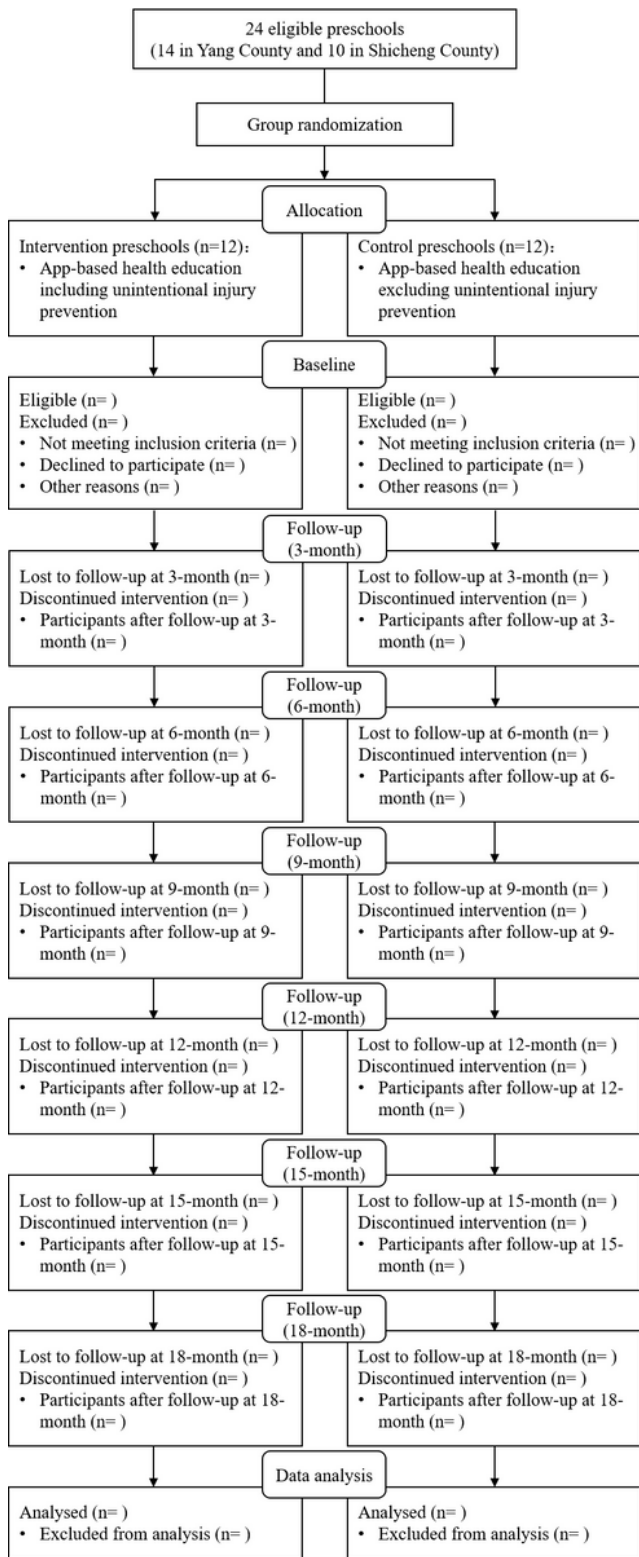 24 eligible preschools
(14 in Yang County and 10 in Shicheng County)
Group randomization
Allocation
Intervention preschools (n=12):
• App-based health education
including unintentional injury
prevention
Control preschools (n=12):
• App-based health education
excluding unintentional injury
prevention
Baseline
Eligible (n= )
Excluded (n= )
• Not meeting inclusion criteria (n= )
• Declined to participate (n= )
• Other reasons (n= )
Eligible (n= )
Excluded (n= )
• Not meeting inclusion criteria (n= )
• Declined to participate (n= )
• Other reasons (n= )
Follow-up
(3-month)
Lost to follow-up at 3-month (n= )
Discontinued intervention (n= )
• Participants after follow-up at 3-
month (n= )
Lost to follow-up at 3-month (n= )
Discontinued intervention (n= )
• Participants after follow-up at 3-
month (n= )
Follow-up
(6-month)
Lost to follow-up at 6-month (n= )
Discontinued intervention (n= )
• Participants after follow-up at 6-
month (n= )
Lost to follow-up at 6-month (n= )
Discontinued intervention (n= )
• Participants after follow-up at 6-
month (n= )
Follow-up
(9-month)
Lost to follow-up at 9-month (n= )
Discontinued intervention (n= )
• Participants after follow-up at 9-
month (n= )
Lost to follow-up at 9-month (n= )
Discontinued intervention (n= )
• Participants after follow-up at 9-
month (n= )
Follow-up
(12-month)
Lost to follow-up at 12-month (n= )
Discontinued intervention (n= )
• Participants after follow-up at 12-
month (n= )
Lost to follow-up at 12-month (n= )
Discontinued intervention (n= )
• Participants after follow-up at 12-
month (n= )
Follow-up
(15-month)
Lost to follow-up at 15-month (n= )
Discontinued intervention (n= )
• Participants after follow-up at 15-
month (n= )
Lost to follow-up at 15-month (n= )
Discontinued intervention (n= )
• Participants after follow-up at 15-
month (n= )
Follow-up
(18-month)
Lost to follow-up at 18-month (n= )
Discontinued intervention (n= )
• Participants after follow-up at 18-
month (n= )
Lost to follow-up at 18-month (n= )
Discontinued intervention (n= )
• Participants after follow-up at 18-
month (n= )
Data analysis
Analysed (n= )
• Excluded from analysis (n= )
Analysed (n= )
• Excluded from analysis (n= )